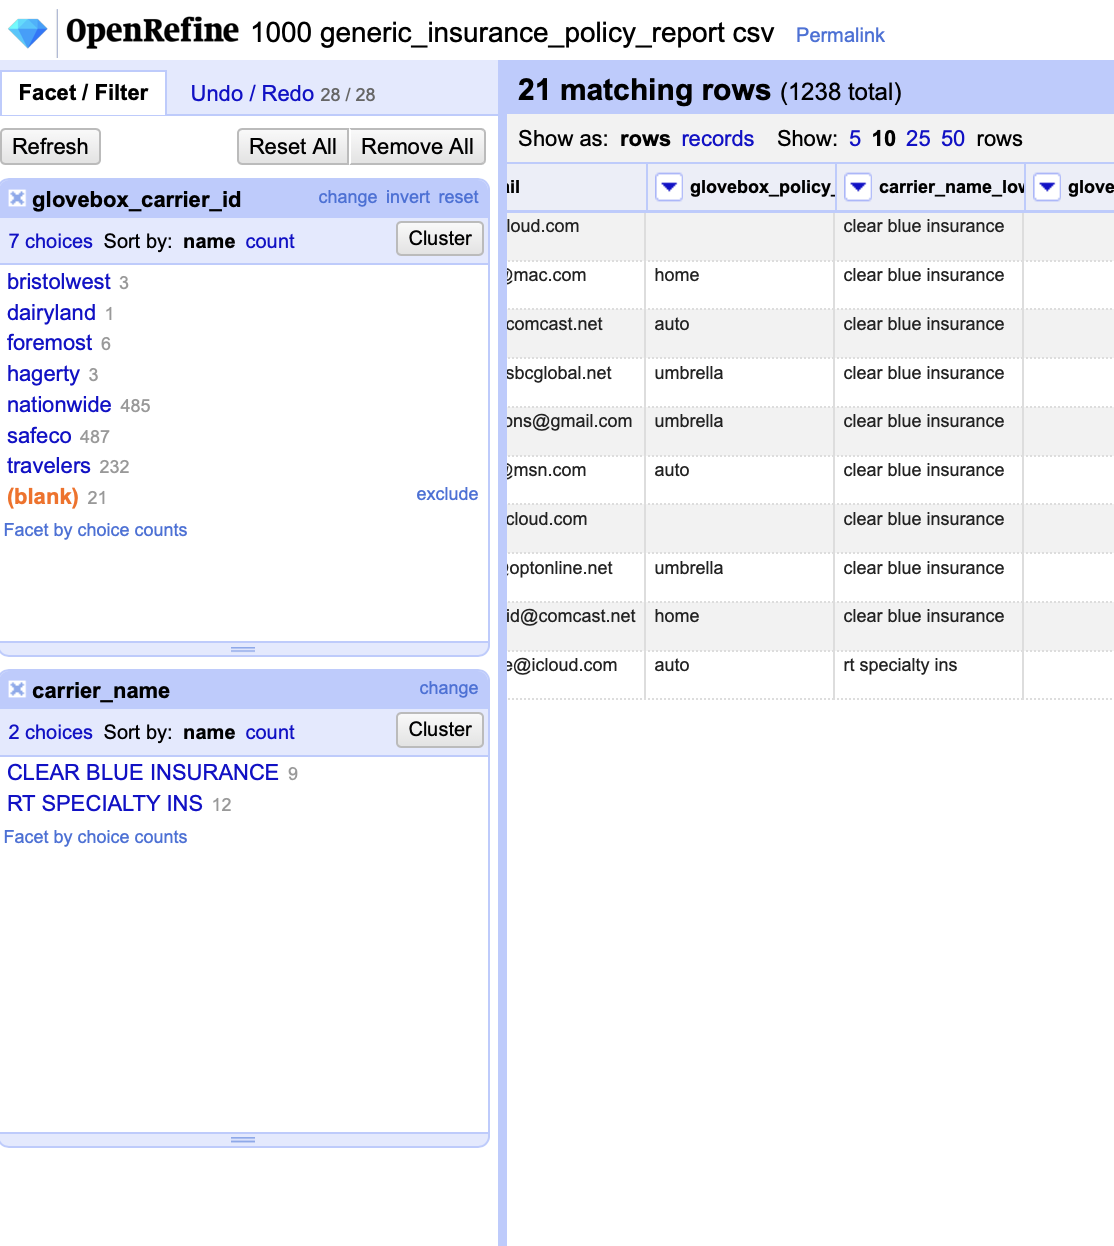 OpenRefine 1000 generic_insurance_policy_report csv Permalink
Facet / Filter Undo / Redo 28 / 28
Refresh Reset All Remove All
glovebox_carrier_id change invert reset
7 choices Sort by: name count Cluster
bristolwest 3
dairyland 1
foremost 6
hagerty 3
nationwide 485
safeco 487
travelers 232
(blank) 21 exclude
Facet by choice counts
carrier_name change
2 choices Sort by: name count Cluster
CLEAR BLUE INSURANCE 9
RT SPECIALTY INS 12
Facet by choice counts
21 matching rows (1238 total)
Show as: rows records Show: 5 10 25 50 rows
il glovebox_policy_ carrier_name_lov glove
loud.com clear blue insurance
@mac.com home clear blue insurance
comcast.net auto clear blue insurance
sbcglobal.net umbrella clear blue insurance
ons@gmail.com umbrella clear blue insurance
@msn.com auto clear blue insurance
cloud.com clear blue insurance
@optonline.net umbrella clear blue insurance
id@comcast.net home clear blue insurance
e@icloud.com auto rt specialty ins